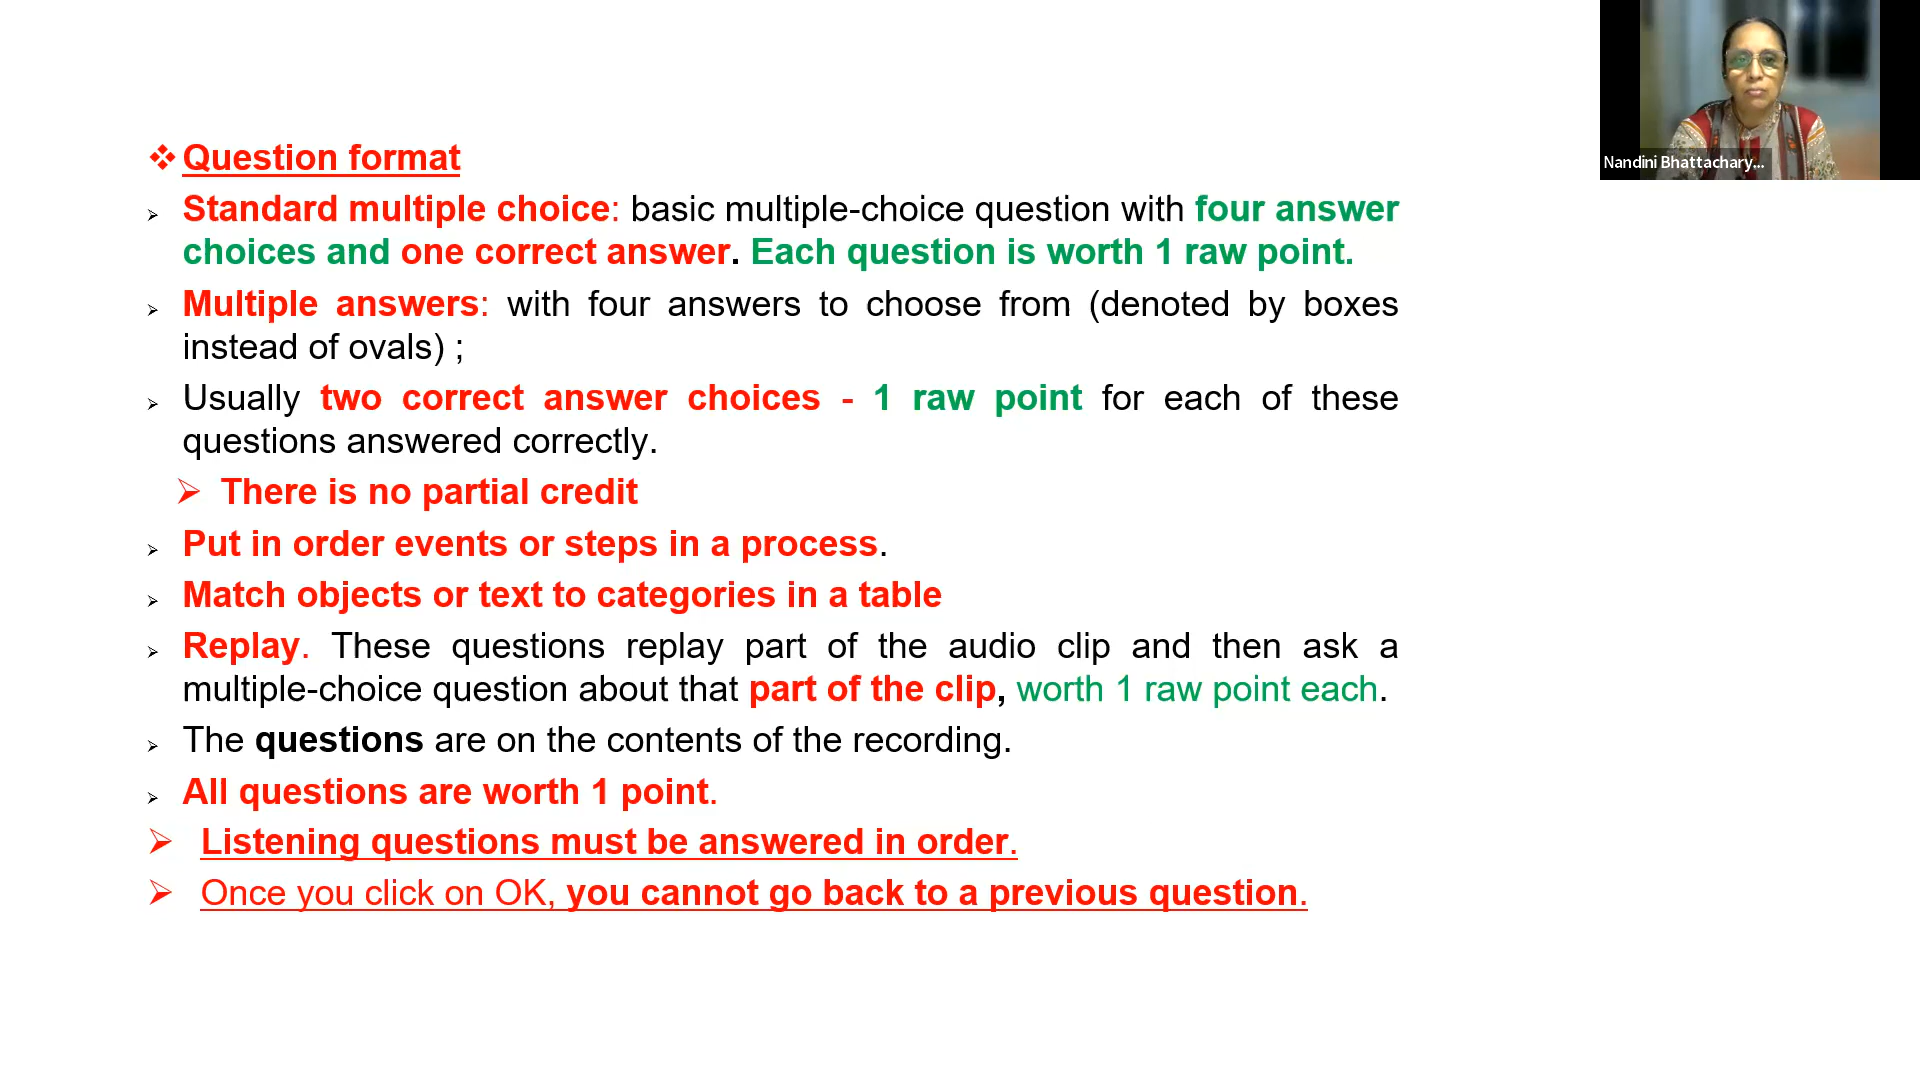 Nandini Bhattachary...
❖ Question format
➢ Standard multiple choice: basic multiple-choice question with four answer
choices and one correct answer. Each question is worth 1 raw point.
➢ Multiple answers: with four answers to choose from (denoted by boxes
instead of ovals) ;
➢ Usually two correct answer choices - 1 raw point for each of these
questions answered correctly.
➢ There is no partial credit
➢ Put in order events or steps in a process.
➢ Match objects or text to categories in a table
➢ Replay. These questions replay part of the audio clip and then ask a
multiple-choice question about that part of the clip, worth 1 raw point each.
➢ The questions are on the contents of the recording.
➢ All questions are worth 1 point.
➢ Listening questions must be answered in order.
➢ Once you click on OK, you cannot go back to a previous question.